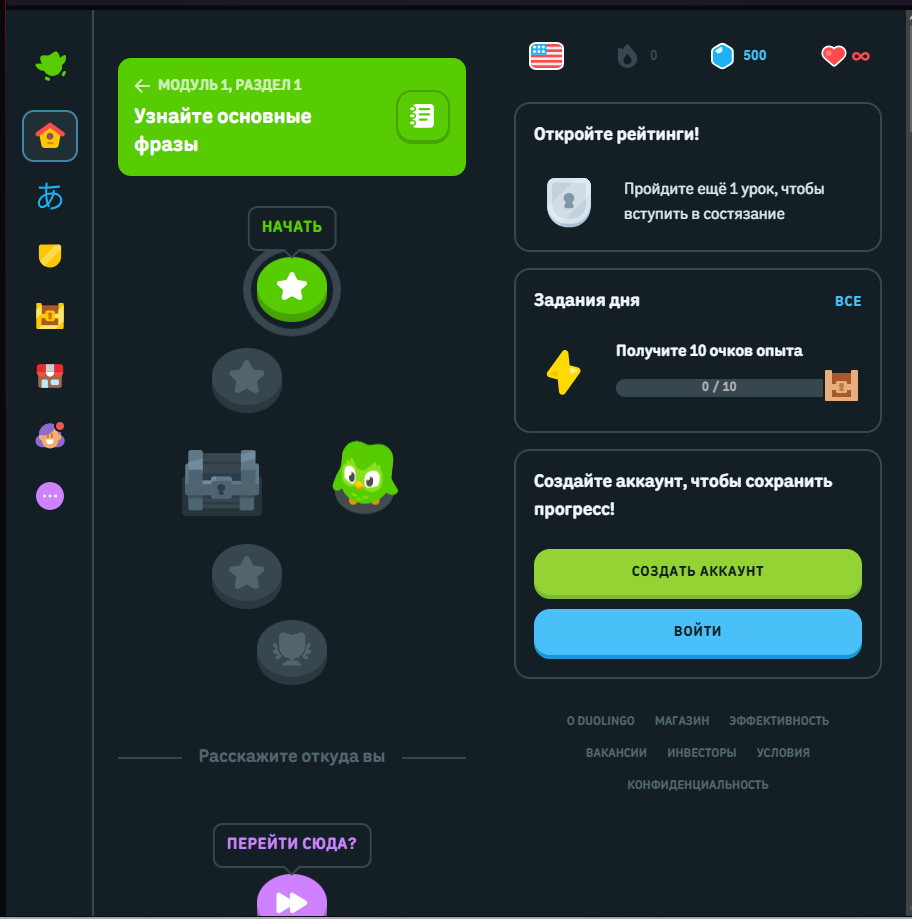 あ
МОДУЛЬ 1, РАЗДЕЛ 1
Узнайте основные
фразы
НАЧАТЬ
Расскажите откуда вы
ПЕРЕЙТИ СЮДА?
0
500
∞
Откройте рейтинги!
Пройдите ещё 1 урок, чтобы
вступить в состязание
Задания дня
ВСЕ
Получите 10 очков опыта
0 / 10
Создайте аккаунт, чтобы сохранить
прогресс!
СОЗДАТЬ АККАУНТ
ВОЙТИ
О DUOLINGO МАГАЗИН ЭФФЕКТИВНОСТЬ
ВАКАНСИИ ИНВЕСТОРЫ УСЛОВИЯ
КОНФИДЕНЦИАЛЬНОСТЬ